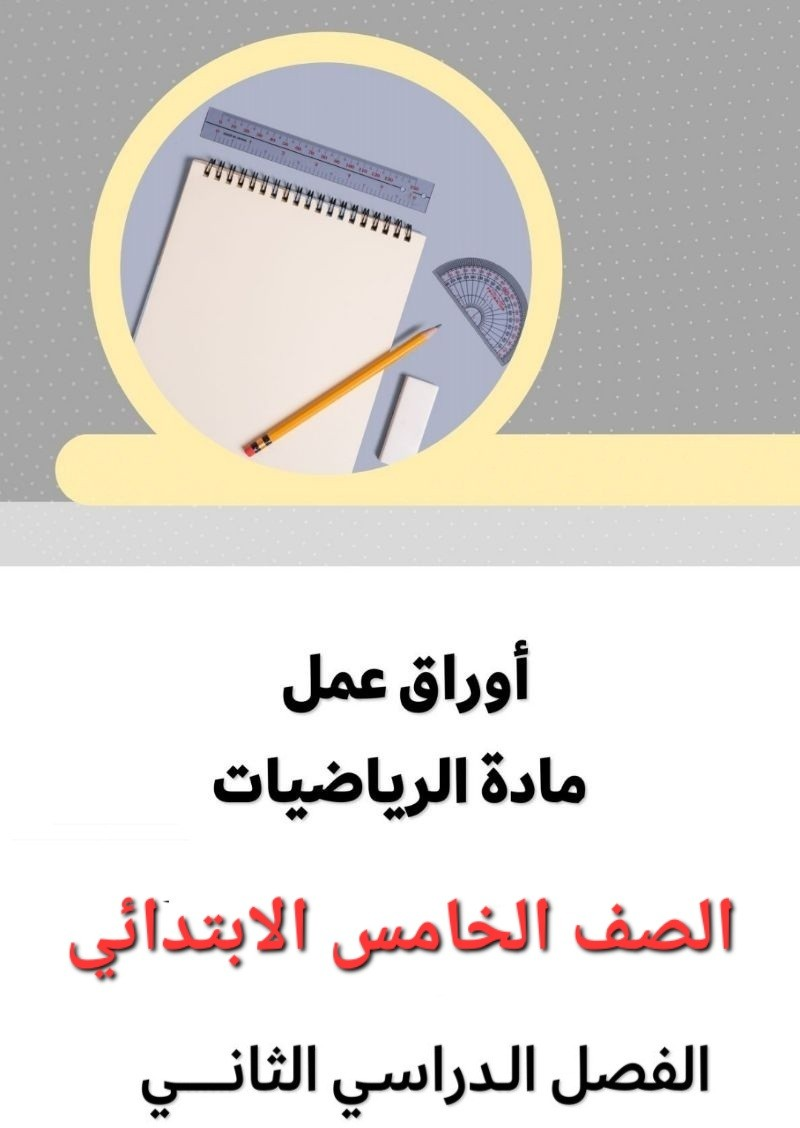 أوراق عمل
مادة الرياضيات
الصف الخامس الابتدائي
الفصل الدراسي الثانـــي